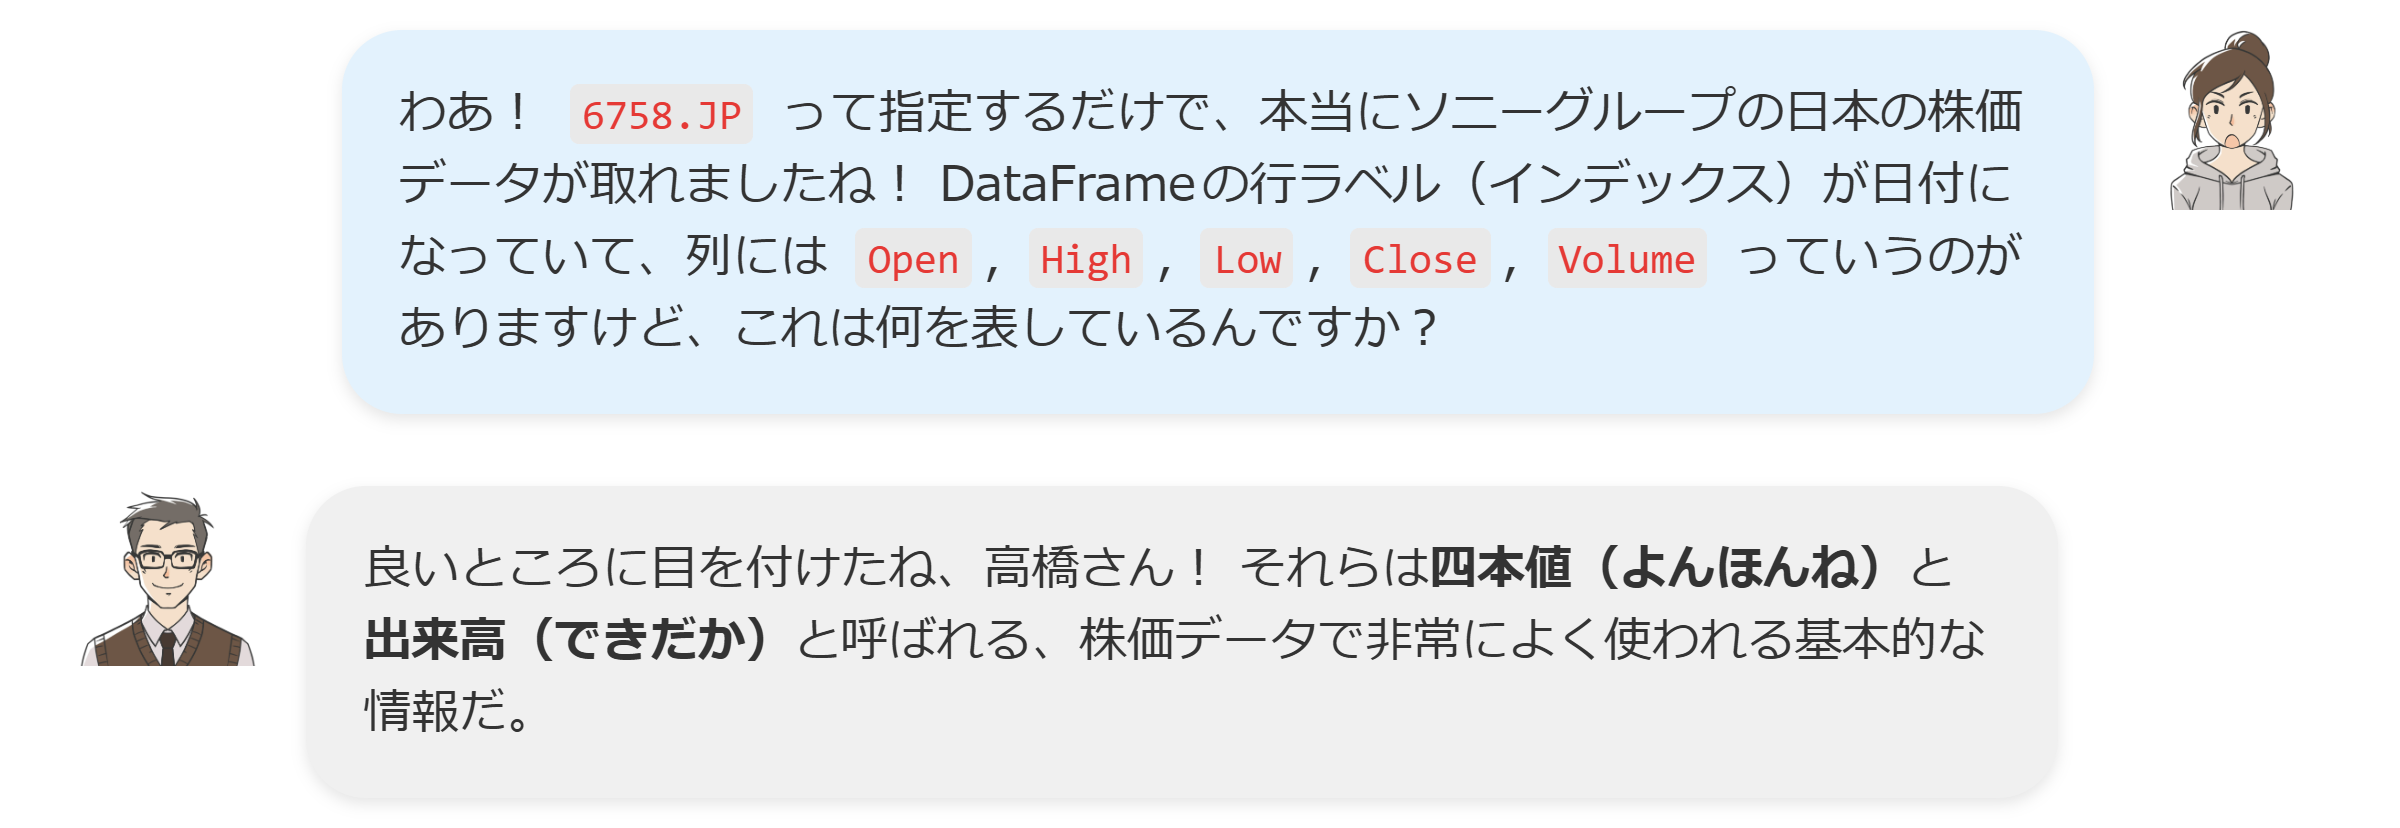 わあ！ 6758.JP って指定するだけで、本当にソニーグループの日本の株価
データが取れましたね！ DataFrameの行ラベル（インデックス）が日付に
なっていて、列には Open , High , Low , Close , Volume っていうのが
ありますけど、これは何を表しているんですか？
良いところに目を付けたね、高橋さん！ それらは四本値（よんほんね）と
出来高（できだか）と呼ばれる、株価データで非常によく使われる基本的な
情報だ。